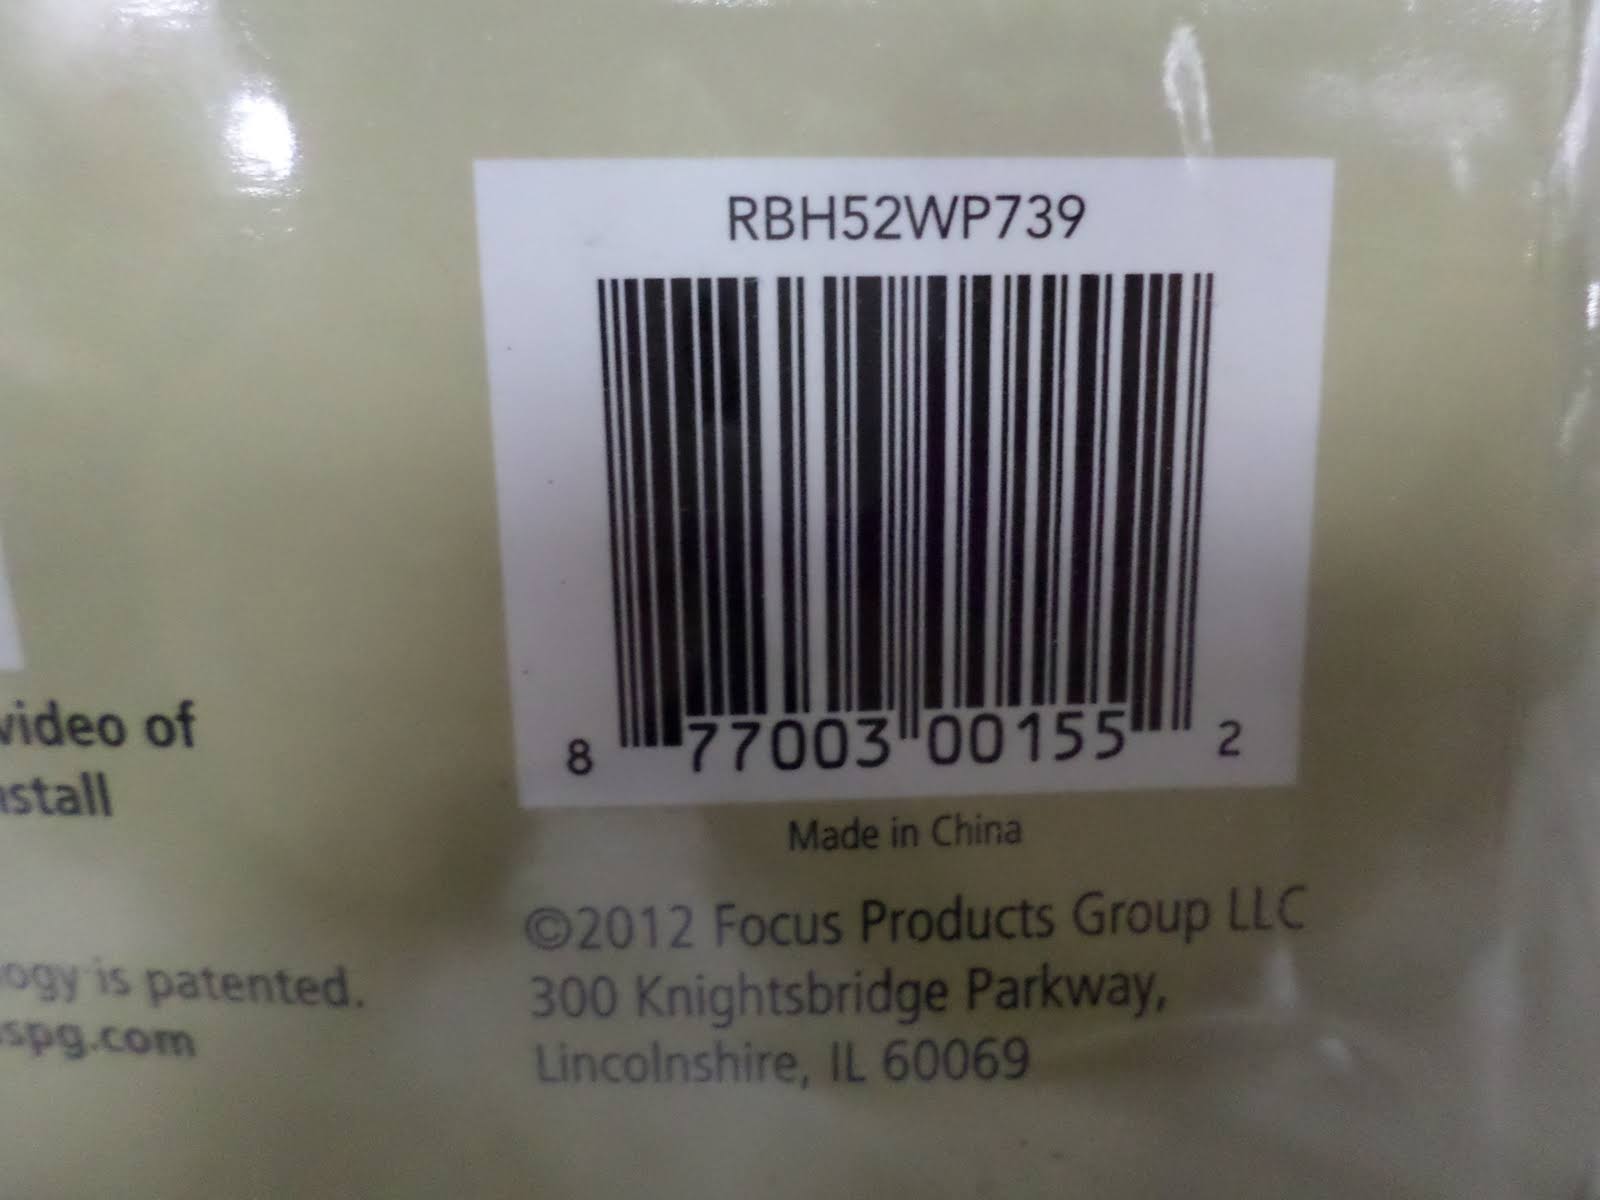 RBH52WP739
8 77003 00155 2
Made in China
©2012 Focus Products Group LLC
300 Knightsbridge Parkway,
Lincolnshire, IL 60069
video of
nstall
ogy is patented.
spg.com